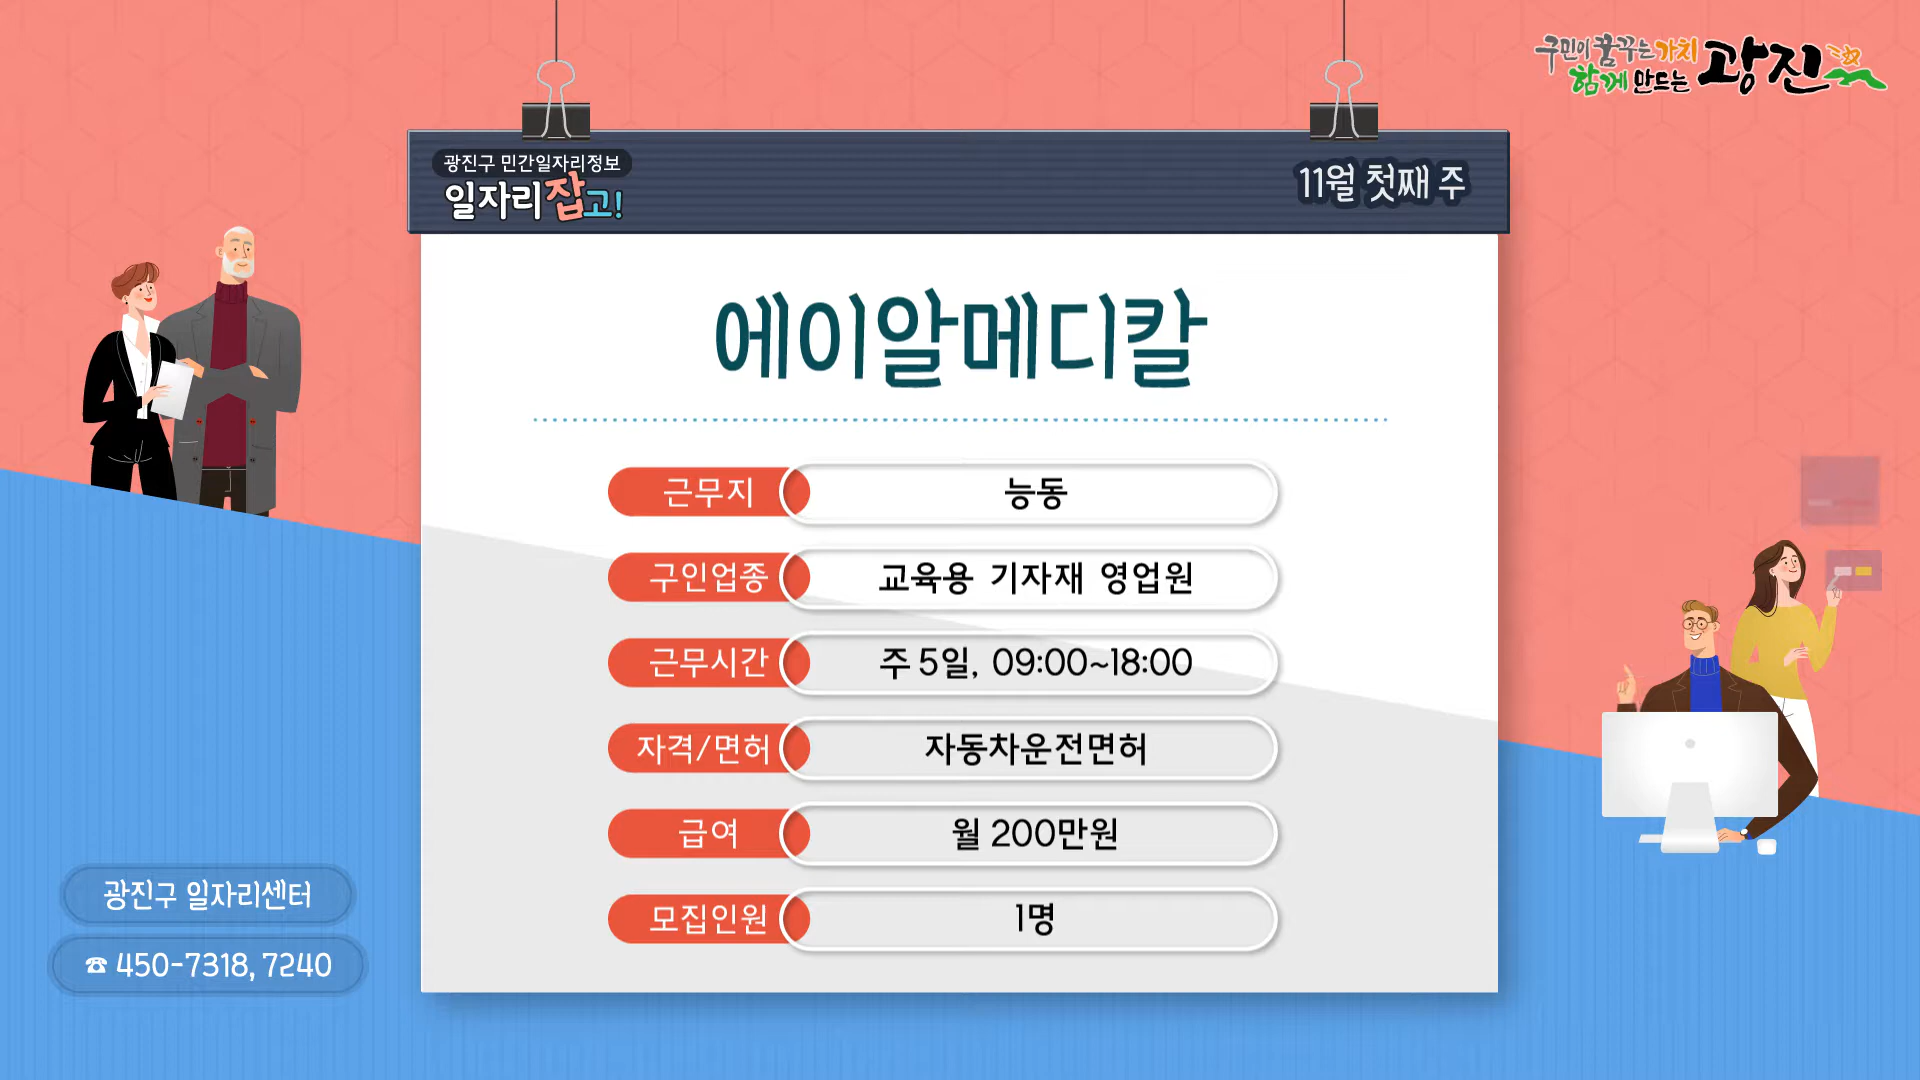 구민이 꿈꾸는 가치
함께 만드는 광진
광진구 민간일자리정보
일자리 잡고!
11월 첫째 주
에이알메디칼
근무지 능동
구인업종 교육용 기자재 영업원
근무시간 주 5일, 09:00~18:00
자격/면허 자동차운전면허
급여 월 200만원
모집인원 1명
광진구 일자리센터
☎ 450-7318, 7240